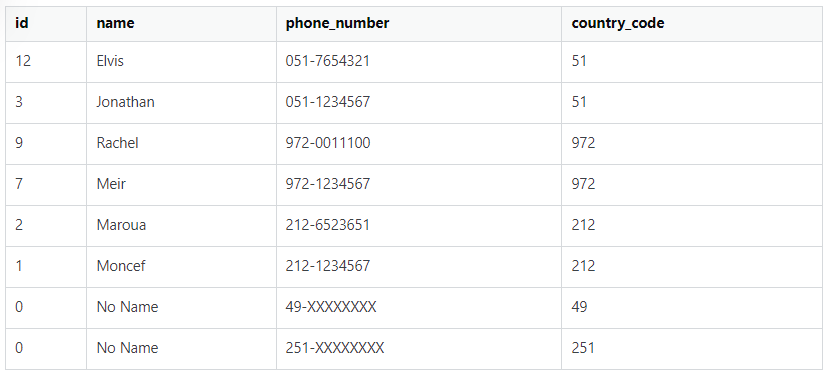 id name phone_number country_code
12 Elvis 051-7654321 51
3 Jonathan 051-1234567 51
9 Rachel 972-0011100 972
7 Meir 972-1234567 972
2 Maroua 212-6523651 212
1 Moncef 212-1234567 212
0 No Name 49-XXXXXXXX 49
0 No Name 251-XXXXXXXX 251